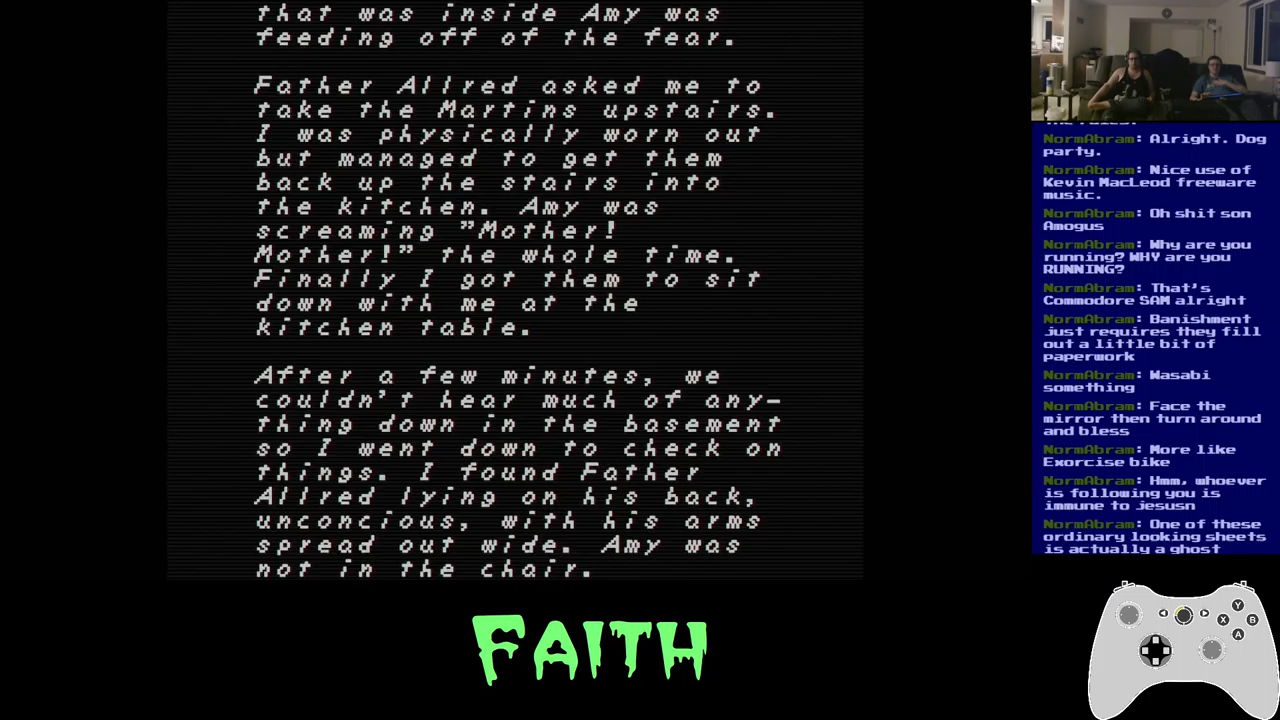 that was inside Amy was
feeding off of the fear.
Father Allred asked me to
take the Martins upstairs.
I was physically worn out
but managed to get them
back up the stairs into
the kitchen. Amy was
screaming "Mother!
Mother!" the whole time.
Finally I got them to sit
down with me at the
kitchen table.
After a few minutes, we
couldn't hear much of any-
thing down in the basement
so I went down to check on
things. I found Father
Allred lying on his back,
unconcious, with his arms
spread out wide. Amy was
not in the chair.
FAITH
NormAbram: Alright. Dog
party.
NormAbram: Nice use of
Kevin MacLeod freeware
music.
NormAbram: Oh shit son
Amogus
NormAbram: Why are you
running? WHY are you
RUNNING?
NormAbram: That's
Commodore SAM alright
NormAbram: Banishment
just requires they fill
out a little bit of
paperwork
NormAbram: Wasabi
something
NormAbram: Face the
mirror then turn around
and bless
NormAbram: More like
Exorcise bike
NormAbram: Hmm, whoever
is following you is
immune to jesusn
NormAbram: One of these
ordinary looking sheets
is actually a ghost
Y
X
B
A